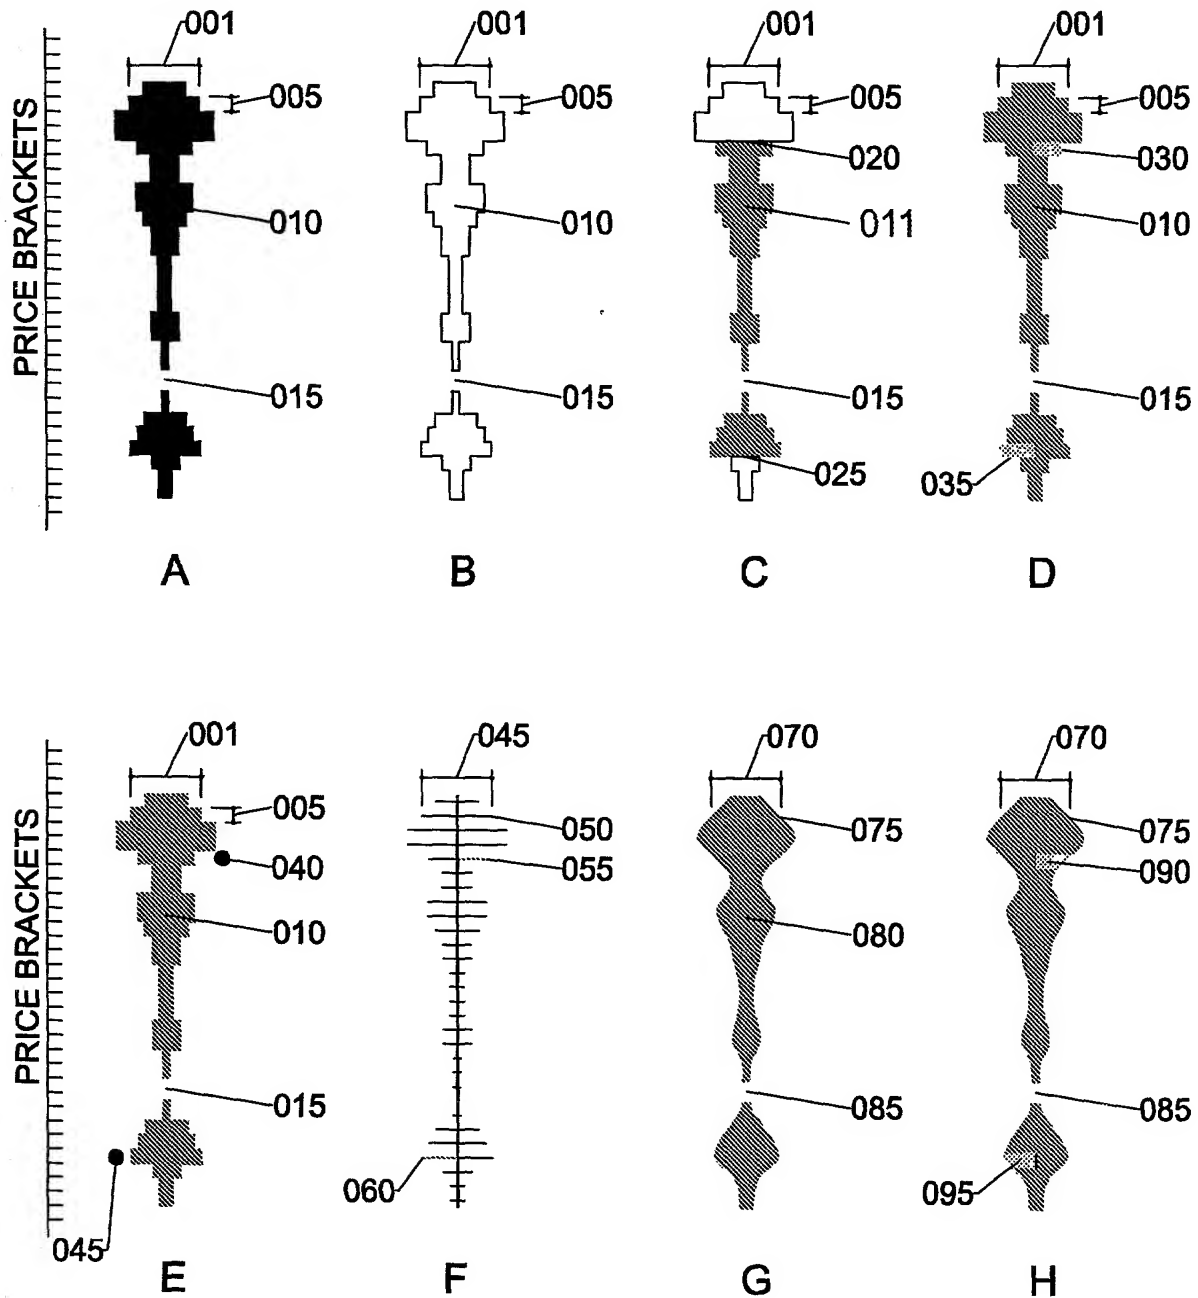 001 001 001 001
005 005 005 005
020 030
010 010 011 010
015 015 015 015
025 035
PRICE BRACKETS
A B C D
001 045 070 070
005 050 075 075
040 055 090
010 080
015 085 085
060 095
045
PRICE BRACKETS
E F G H